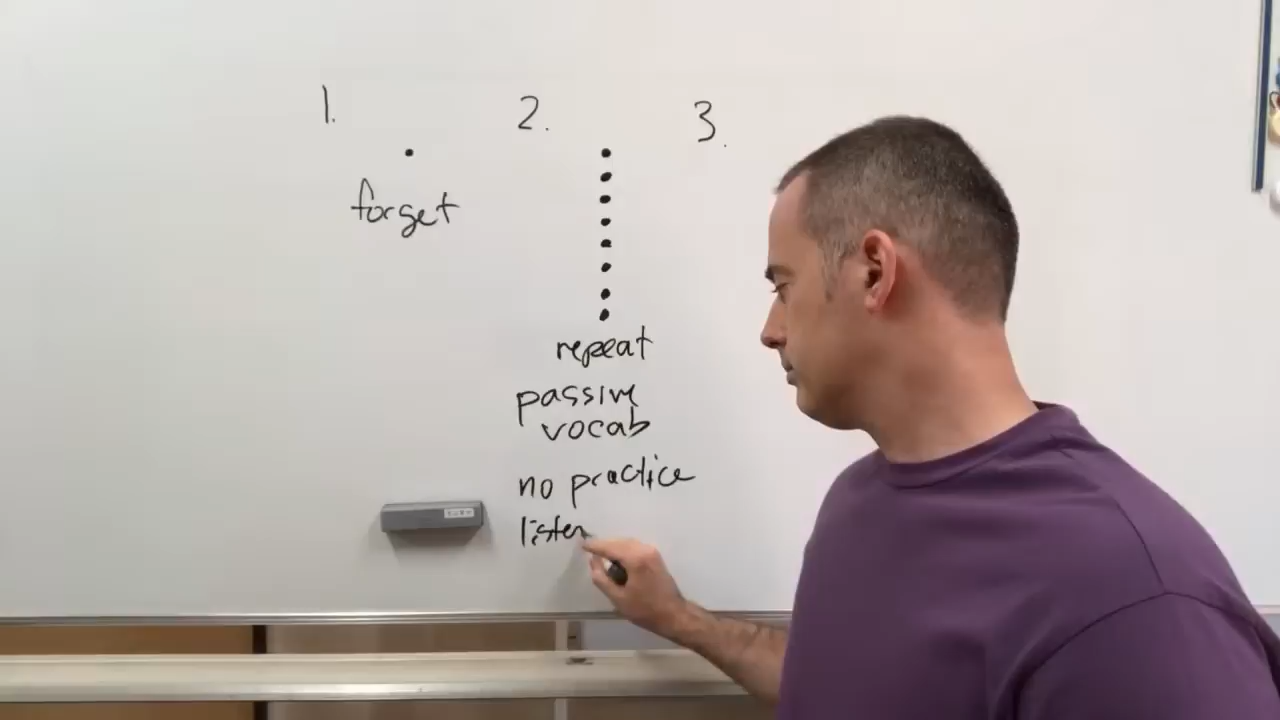 1.
2.
3.
forget
repeat
passive
vocab
no practice
listen